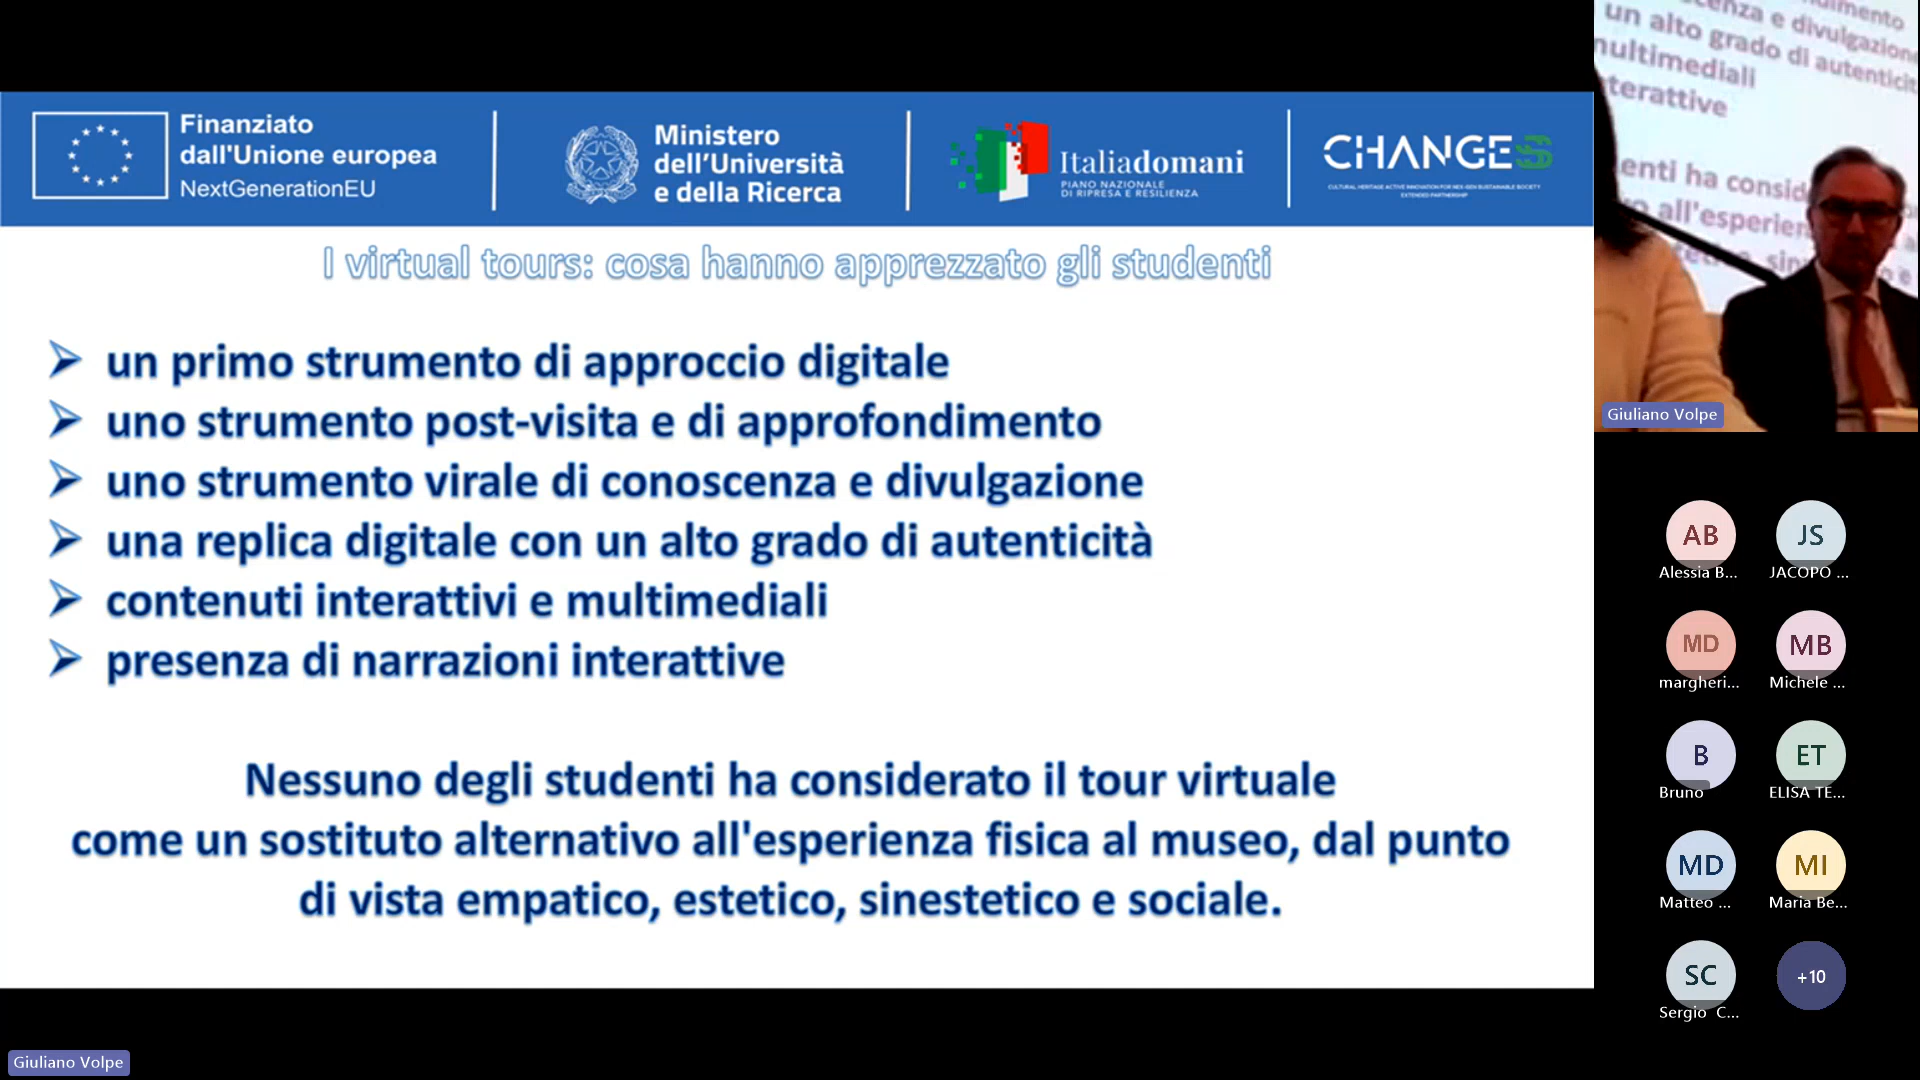 Finanziato
dall'Unione europea
NextGenerationEU
Ministero
dell'Università
e della Ricerca
Italiadomani
PIANO NAZIONALE
DI RIPRESA E RESILIENZA
CHANGES
CULTURAL HERITAGE ACTIVE INNOVATION FOR NEX-GEN SUSTAINABLE SOCIETY
EXTENDED PARTNERSHIP
I virtual tours: cosa hanno apprezzato gli studenti
un primo strumento di approccio digitale
uno strumento post-visita e di approfondimento
uno strumento virale di conoscenza e divulgazione
una replica digitale con un alto grado di autenticità
contenuti interattivi e multimediali
presenza di narrazioni interattive
Nessuno degli studenti ha considerato il tour virtuale
come un sostituto alternativo all'esperienza fisica al museo, dal punto
di vista empatico, estetico, sinestetico e sociale.
Giuliano Volpe
e divulgazione
un alto grado di
multimediali
Giuliano Volpe
AB
Alessia B...
JS
JACOPO ...
MD
margheri...
MB
Michele ...
B
Bruno
ET
ELISA TE...
MD
Matteo ...
MI
Maria Be...
SC
Sergio C...
+10